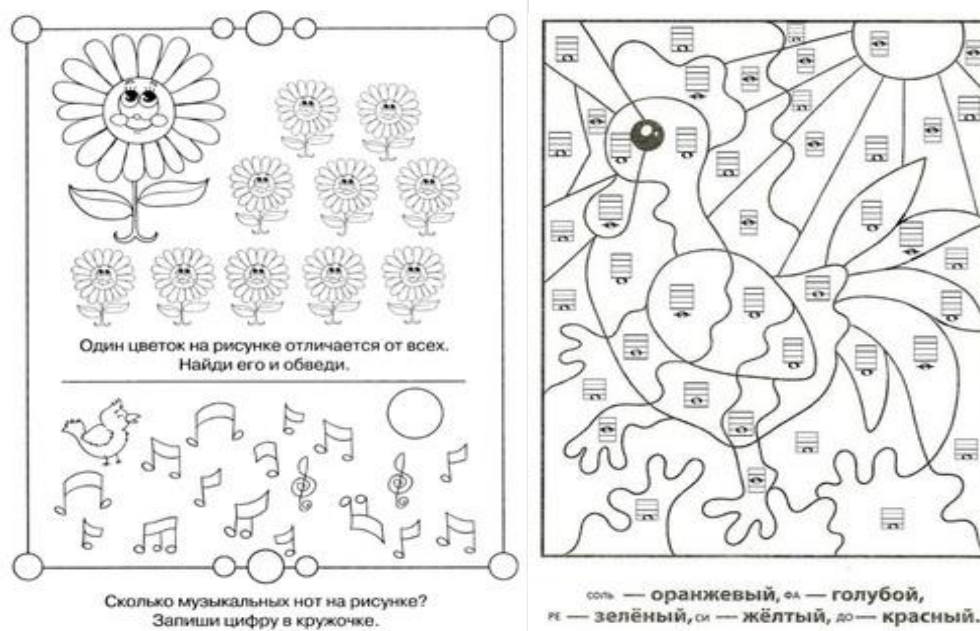 Один цветок на рисунке отличается от всех.
Найди его и обведи.
Сколько музыкальных нот на рисунке?
Запиши цифру в кружочке.
соль — оранжевый, ФА — голубой,
РЕ — зелёный, СИ — жёлтый, ДО — красный.